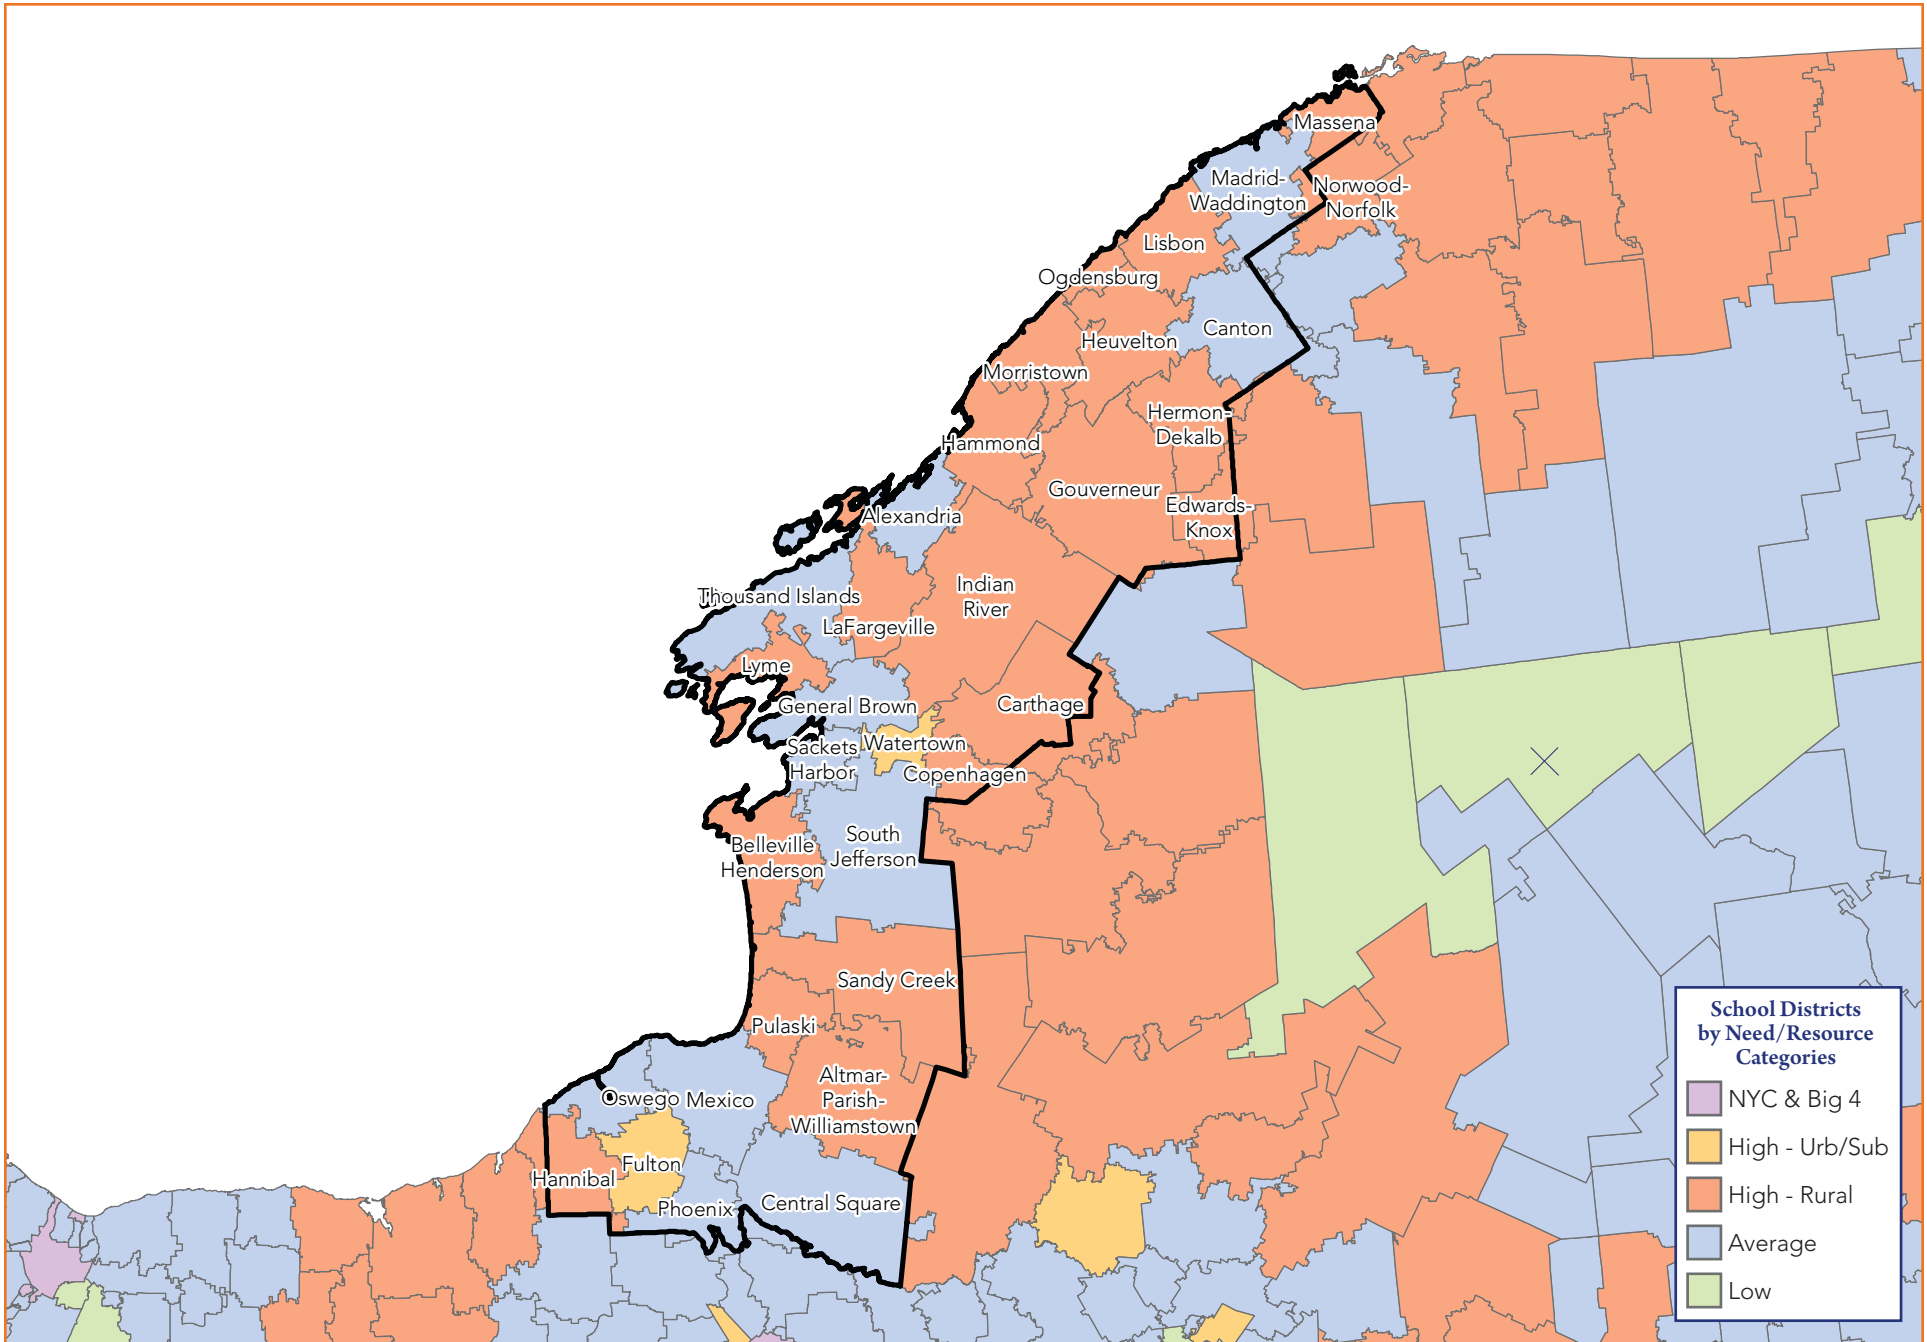 Massena
Madrid-
Waddington
Norwood-
Norfolk
Lisbon
Ogdensburg
Canton
Heuvelton
Morristown
Hermon-
Dekalb
Hammond
Gouverneur
Edwards-
Knox
Alexandria
Indian
River
Thousand Islands
LaFargeville
Lyme
Carthage
General Brown
Watertown
Sackets
Harbor
Copenhagen
South
Jefferson
Belleville
Henderson
Sandy Creek
Pulaski
Altmar-
Parish-
Williamstown
Oswego
Mexico
Fulton
Hannibal
Phoenix
Central Square
School Districts
by Need/Resource
Categories
NYC & Big 4
High - Urb/Sub
High - Rural
Average
Low